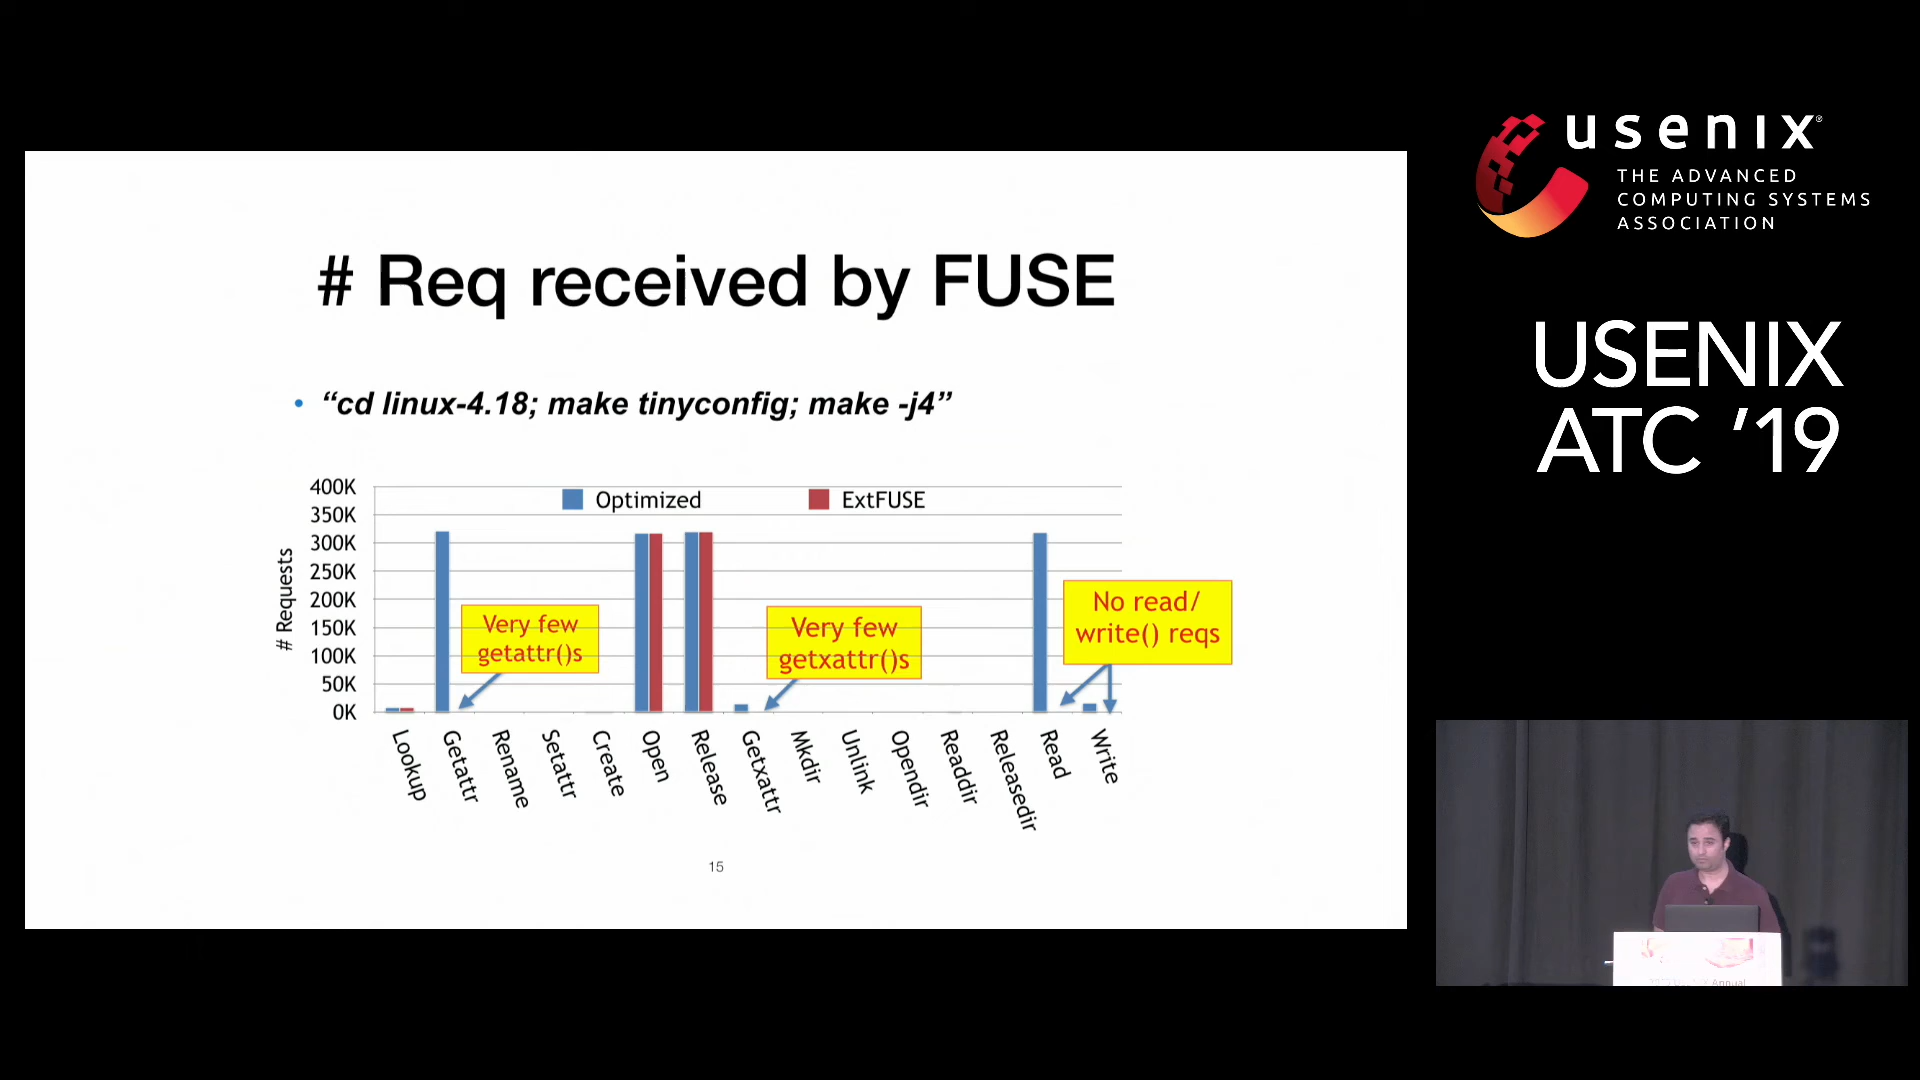 # Req received by FUSE
• “cd linux-4.18; make tinyconfig; make -j4”
400K
350K
300K
250K
200K
150K
100K
50K
0K
# Requests
Optimized
ExtFUSE
Very few
getattr()s
Very few
getxattr()s
No read/
write() reqs
Lookup
Getattr
Rename
Setattr
Create
Open
Release
Getxattr
Mkdir
Unlink
Opendir
Readdir
Releasedir
Read
Write
15
usenix®
THE ADVANCED
COMPUTING SYSTEMS
ASSOCIATION
USENIX
ATC ’19
Annual